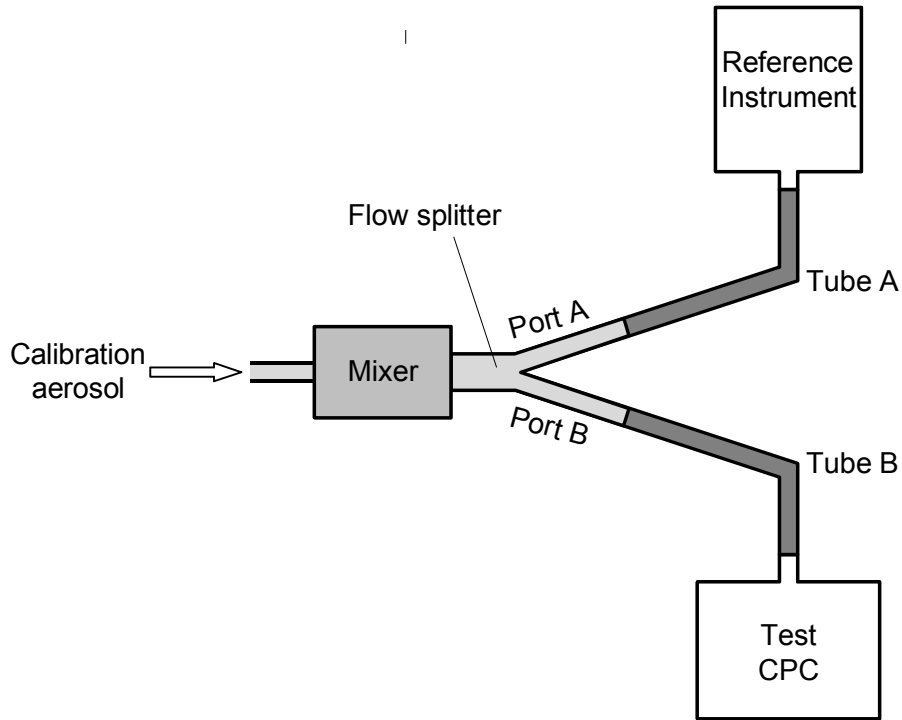 Reference
Instrument
Flow splitter
Tube A
Port A
Calibration
aerosol
Mixer
Port B
Tube B
Test
CPC